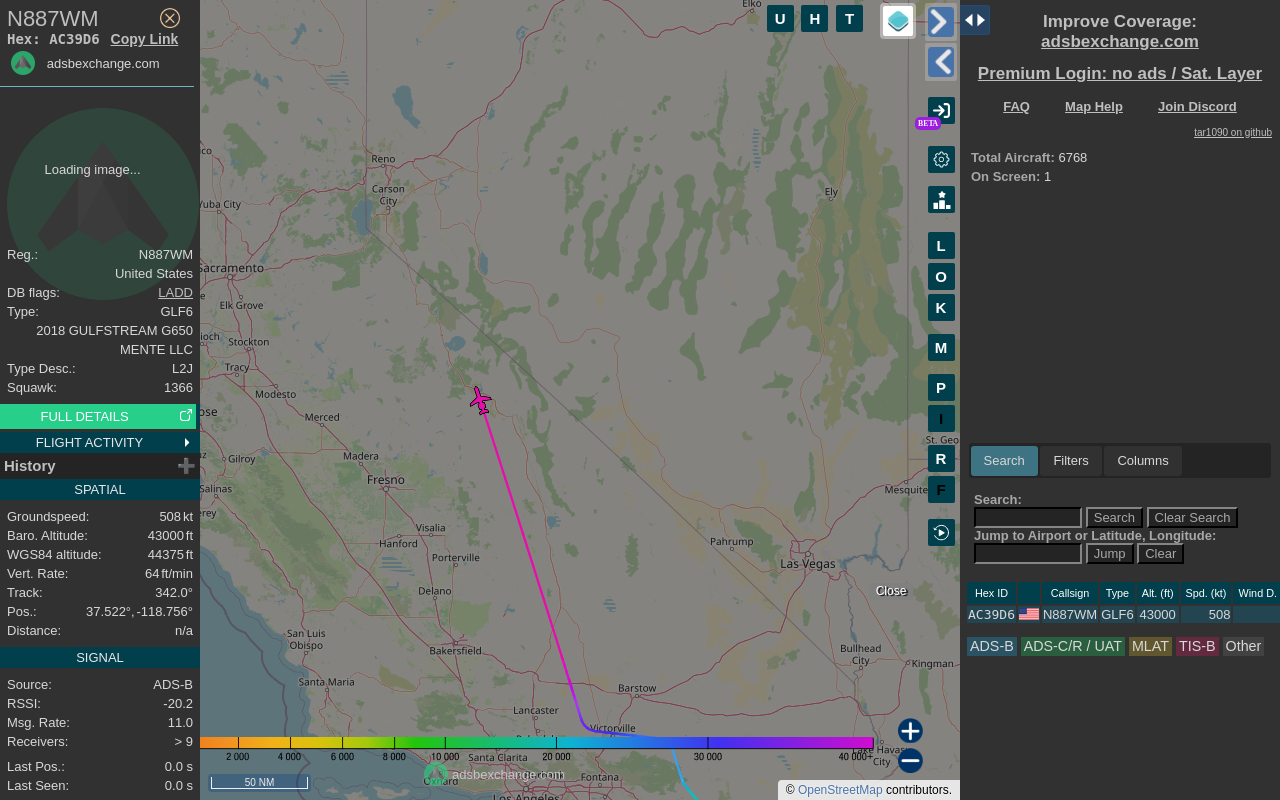 N887WM
Hex: AC39D6 Copy Link
adsbexchange.com
Loading image...
Reg.: N887WM
United States
DB flags: LADD
Type: GLF6
2018 GULFSTREAM G650
MENTE LLC
Type Desc.: L2J
Squawk: 1366
FULL DETAILS
FLIGHT ACTIVITY
History
SPATIAL
Groundspeed: 508 kt
Baro. Altitude: 43000 ft
WGS84 altitude: 44375 ft
Vert. Rate: 64 ft/min
Track: 342.0°
Pos.: 37.522°, -118.756°
Distance: n/a
SIGNAL
Source: ADS-B
RSSI: -20.2
Msg. Rate: 11.0
Receivers: > 9
Last Pos.: 0.0 s
Last Seen: 0.0 s
U H T
BETA
L
O
K
M
P
I
R
F
Elko
Reno
Carson
City
Yuba City
Ely
Sacramento
Elk Grove
Stockton
Tracy
Modesto
Merced
St. Geo
Gilroy
Madera
Fresno
Salinas
Mesquite
Visalia
Hanford
Porterville
Pahrump
Las Vegas
Delano
Close
San Luis
Obispo
Bakersfield
Bullhead
City
Kingman
Santa Maria
Barstow
Lancaster
Victorville
Lake Havasu
City
2 000 4 000 6 000 8 000 10 000 20 000 30 000 40 000+
Santa Clarita
adsbexchange.com
Fontana
50 NM
Los Angeles
© OpenStreetMap contributors.
Improve Coverage:
adsbexchange.com
Premium Login: no ads / Sat. Layer
FAQ Map Help Join Discord
tar1090 on github
Total Aircraft: 6768
On Screen: 1
Search Filters Columns
Search:
Search Clear Search
Jump to Airport or Latitude, Longitude:
Jump Clear
Hex ID Callsign Type Alt. (ft) Spd. (kt) Wind D.
AC39D6 N887WM GLF6 43000 508
ADS-B ADS-C/R / UAT MLAT TIS-B Other